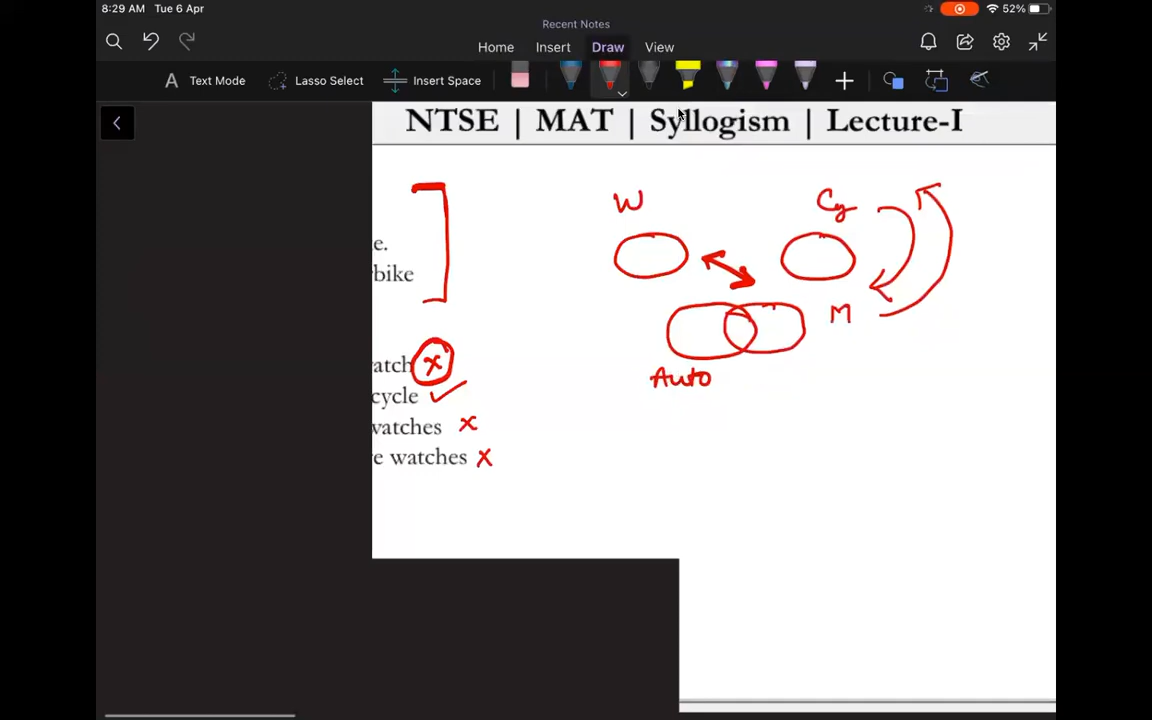 8:29 AM Tue 6 Apr
52%
Recent Notes
Home Insert Draw View
Text Mode Lasso Select Insert Space
NTSE | MAT | Syllogism | Lecture-I
W
Cy
e.
bike
M
atch x
Auto
cycle
watches x
e watches x